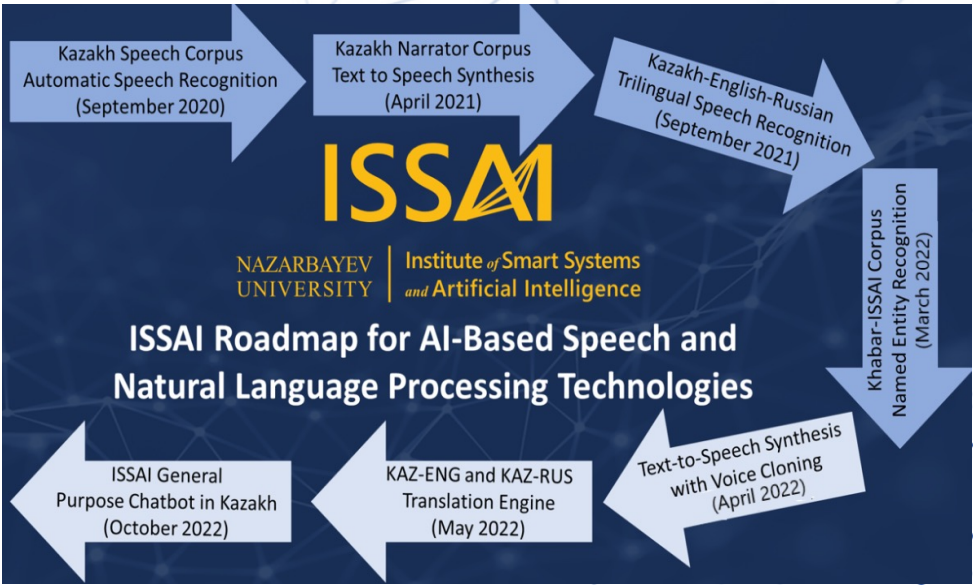 Kazakh Speech Corpus
Automatic Speech Recognition
(September 2020)
Kazakh Narrator Corpus
Text to Speech Synthesis
(April 2021)
Kazakh-English-Russian
Trilingual Speech Recognition
(September 2021)
Khabar-ISSAI Corpus
Named Entity Recognition
(March 2022)
ISSAI
NAZARBAYEV
UNIVERSITY
Institute of Smart Systems
and Artificial Intelligence
ISSAI Roadmap for AI-Based Speech and
Natural Language Processing Technologies
Text-to-Speech Synthesis
with Voice Cloning
(April 2022)
KAZ-ENG and KAZ-RUS
Translation Engine
(May 2022)
ISSAI General
Purpose Chatbot in Kazakh
(October 2022)